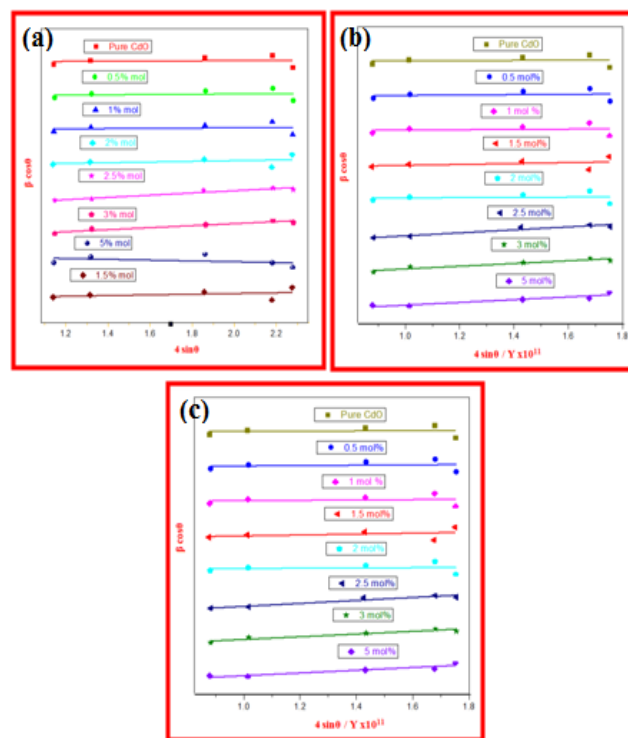 (a)
Pure CdO
0.5% mol
1% mol
2% mol
2.5% mol
3% mol
5% mol
1.5% mol
β cosθ
1.2 1.4 1.6 1.8 2.0 2.2
4 sinθ
(b)
Pure CdO
0.5 mol%
1 mol%
1.5 mol%
2 mol%
2.5 mol%
3 mol%
5 mol%
β cosθ
1.0 1.2 1.4 1.6 1.8
4 sinθ / Y x10¹¹
(c)
Pure CdO
0.5 mol%
1 mol %
1.5 mol%
2 mol%
2.5 mol%
3 mol%
5 mol%
β cosθ
1.0 1.2 1.4 1.6 1.8
4 sinθ / Y x10¹¹